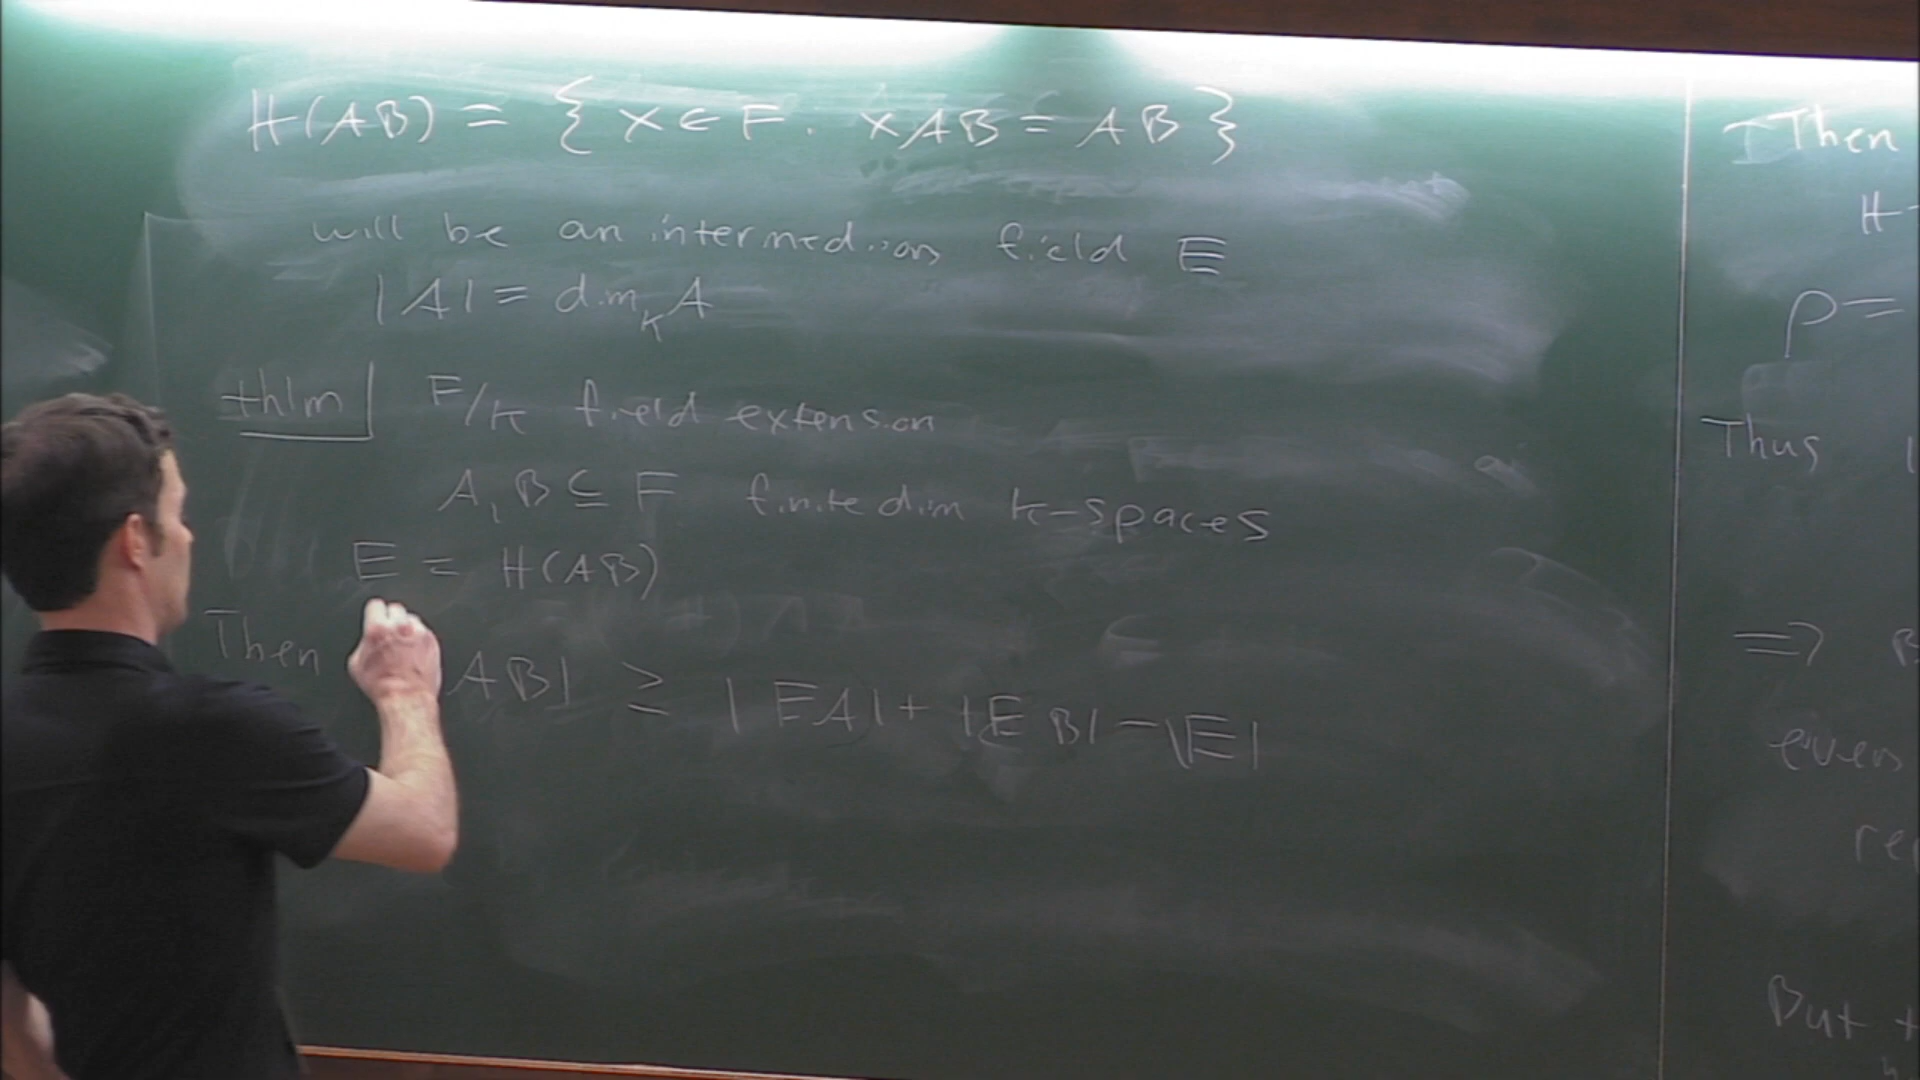 H(AB) = { x ∈ F . xAB = AB }
will be an intermediary field E
|A| = dim_K A
thm F/K field extension
A, B ⊆ F finite dim K-spaces
E = H(AB)
Then AB| ≥ |EA| + |EB| - |E|
Then
H
ρ =
Thus
=> B
even
But